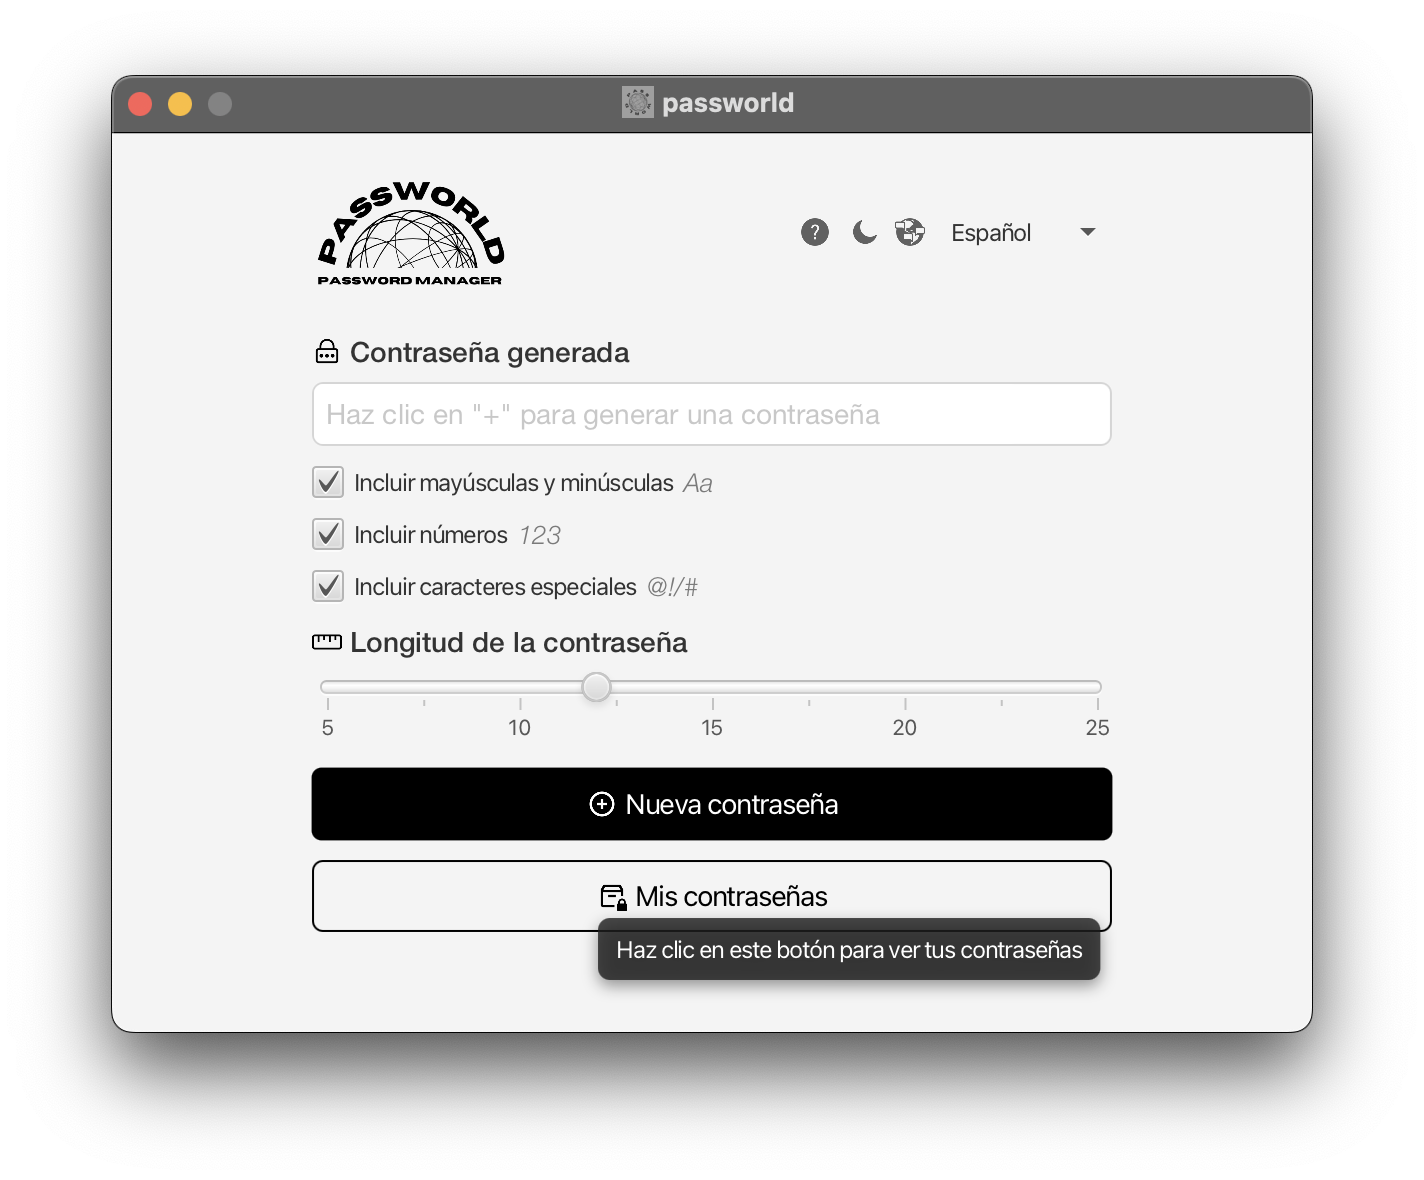 passworld
PASSWORLD
PASSWORD MANAGER
? Español
Contraseña generada
Haz clic en "+" para generar una contraseña
Incluir mayúsculas y minúsculas Aa
Incluir números 123
Incluir caracteres especiales @!/#
Longitud de la contraseña
5 10 15 20 25
Nueva contraseña
Mis contraseñas
Haz clic en este botón para ver tus contraseñas